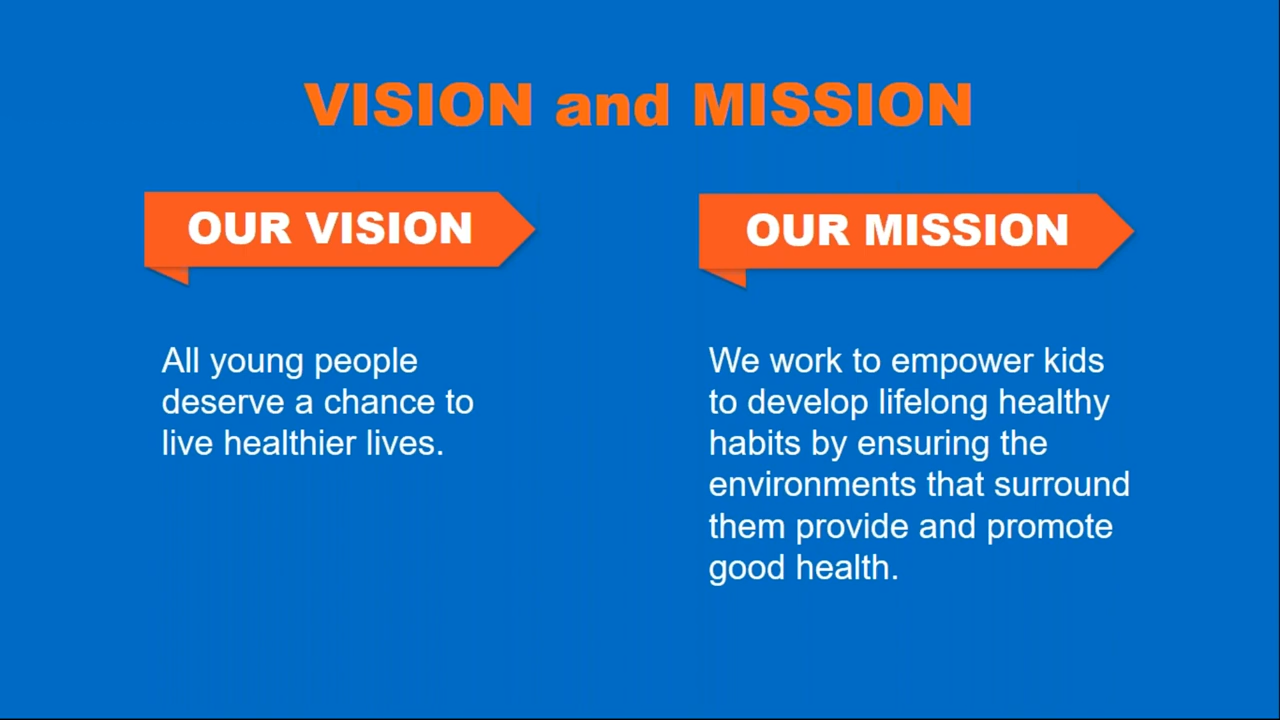 VISION and MISSION
OUR VISION
All young people
deserve a chance to
live healthier lives.
OUR MISSION
We work to empower kids
to develop lifelong healthy
habits by ensuring the
environments that surround
them provide and promote
good health.